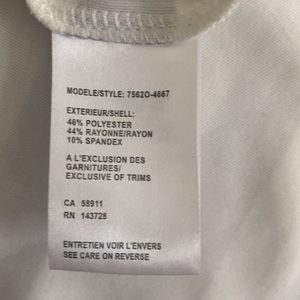 MODELE/STYLE: 7562O-4667
EXTERIEUR/SHELL:
46% POLYESTER
44% RAYONNE/RAYON
10% SPANDEX
A L'EXCLUSION DES
GARNITURES/
EXCLUSIVE OF TRIMS
CA 58911
RN 143728
ENTRETIEN VOIR L'ENVERS
SEE CARE ON REVERSE